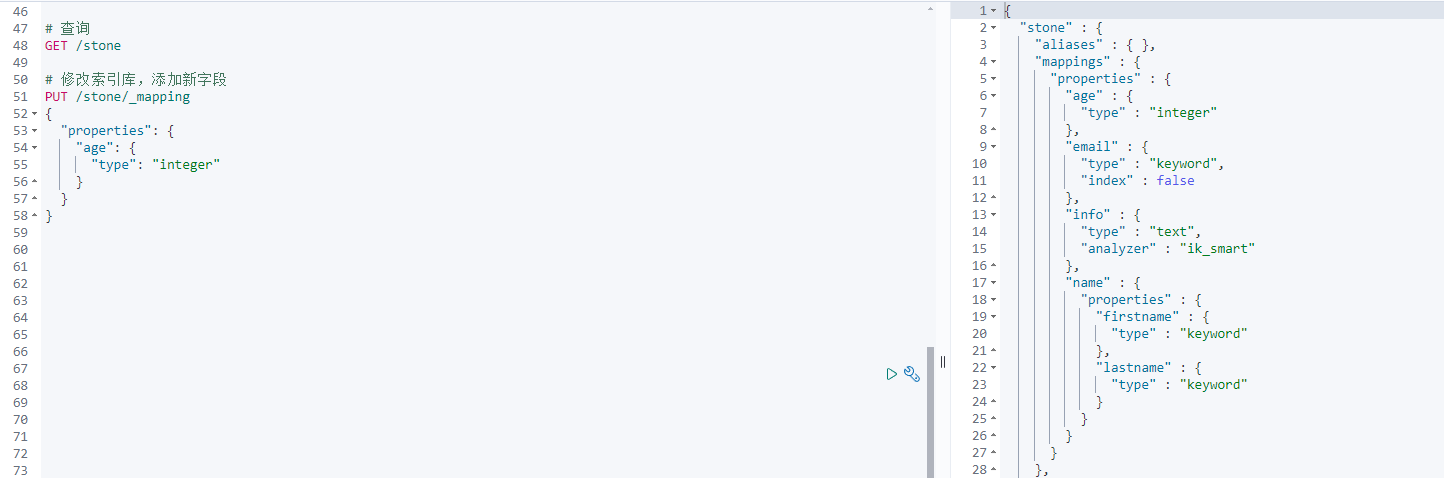 46
47 # 查询
48 GET /stone
49
50 # 修改索引库，添加新字段
51 PUT /stone/_mapping
52 {
53   "properties": {
54     "age": {
55       "type": "integer"
56     }
57   }
58 }
59
60
61
62
63
64
65
66
67
68
69
70
71
72
73
1 {
2   "stone" : {
3     "aliases" : { },
4     "mappings" : {
5       "properties" : {
6         "age" : {
7           "type" : "integer"
8         },
9         "email" : {
10           "type" : "keyword",
11           "index" : false
12         },
13         "info" : {
14           "type" : "text",
15           "analyzer" : "ik_smart"
16         },
17         "name" : {
18           "properties" : {
19             "firstname" : {
20               "type" : "keyword"
21             },
22             "lastname" : {
23               "type" : "keyword"
24             }
25           }
26         }
27       }
28     },